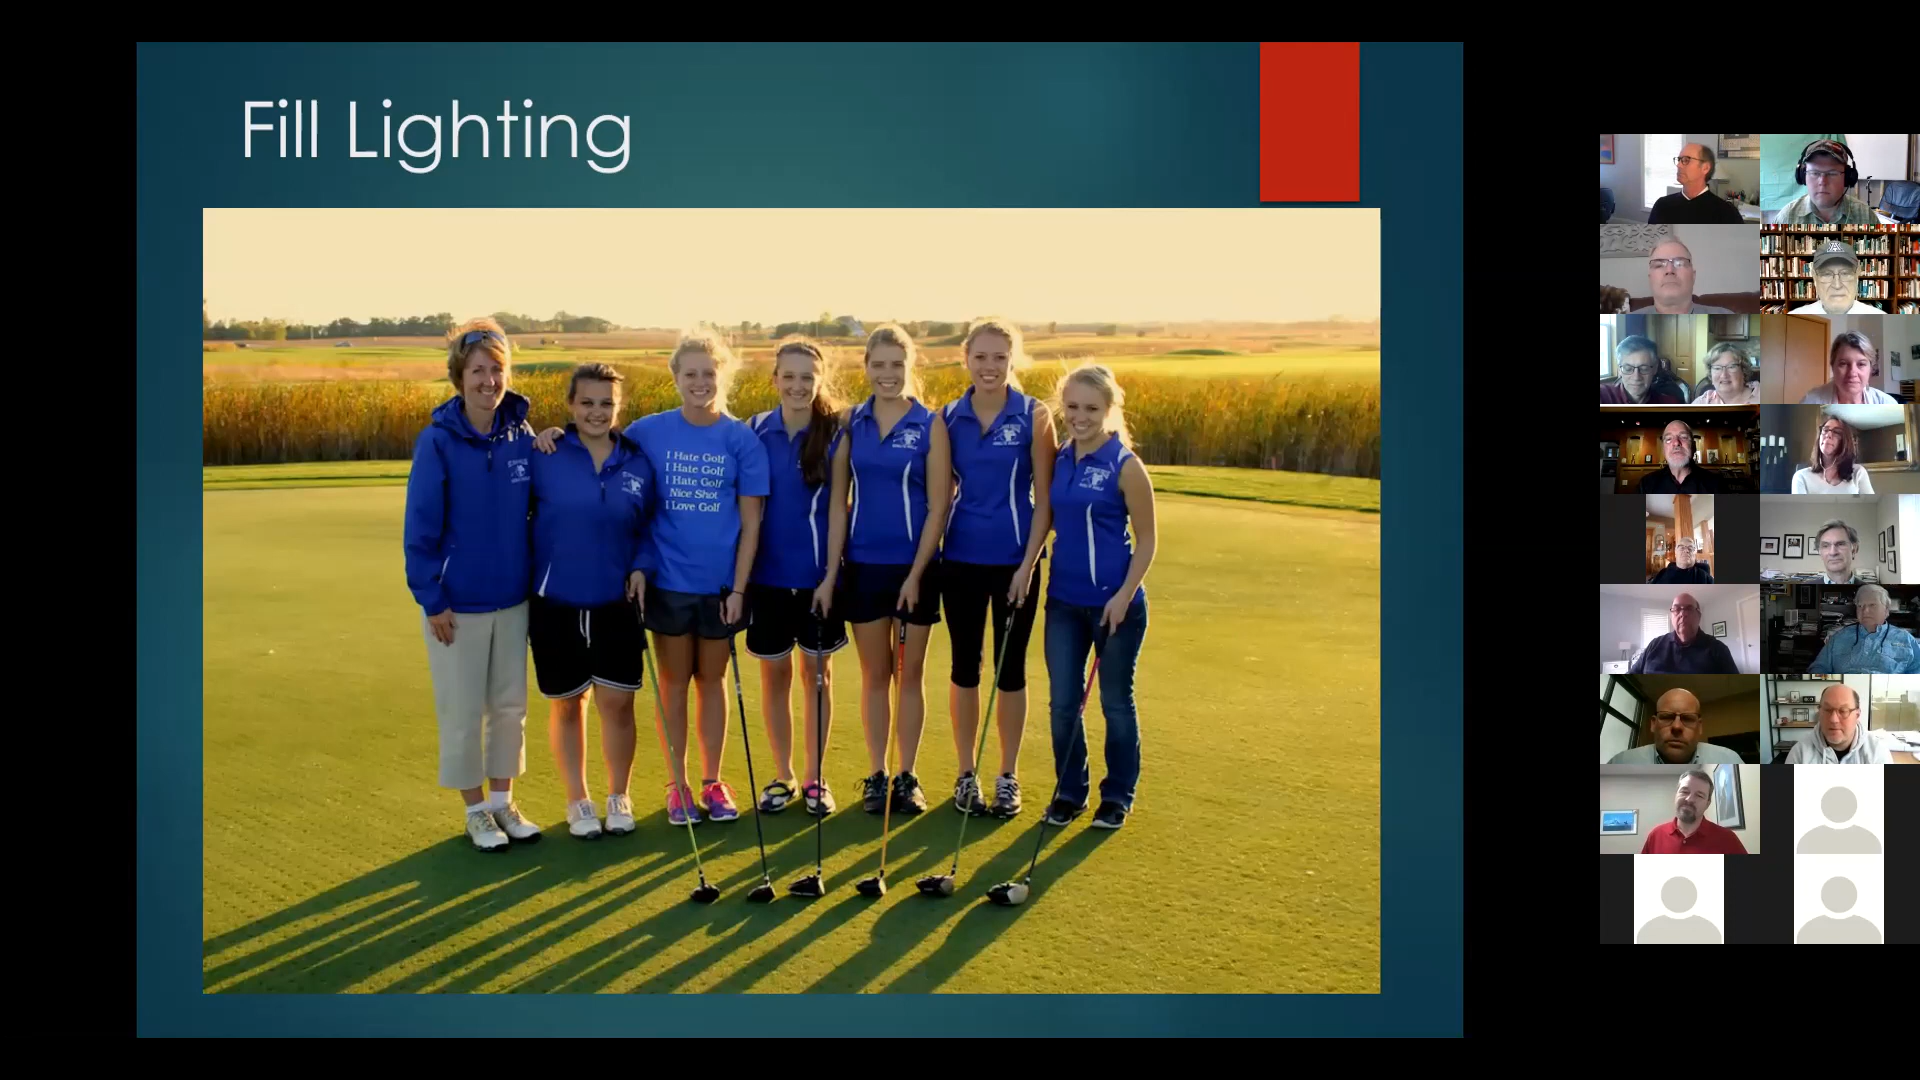 Fill Lighting
I Hate Golf
I Hate Golf
I Hate Golf
Nice Shot
I Love Golf